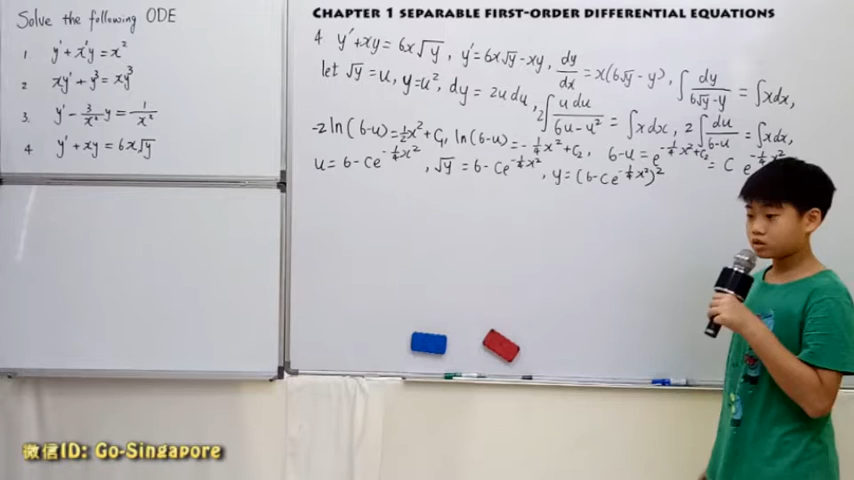 Solve the following ODE
1. y' + x²y = x²
2. xy' + y³ = xy³
3. y' - 3/x² y = 1/x²
4. y' + xy = 6x√y
CHAPTER 1 SEPARABLE FIRST-ORDER DIFFERENTIAL EQUATIONS
4 y' + xy = 6x√y, y' = 6x√y - xy, dy/dx = x(6√y - y), ∫ dy/6√y-y = ∫xdx,
let √y = u, y = u², dy = 2u du, 2∫ u du/6u-u² = ∫xdx, 2∫ du/6-u = ∫xdx,
-2 ln(6-u) = ½x² + C₁, ln(6-u) = -¼x² + C₂, 6-u = e^(-¼x²+C₂) = C e^(-¼x²)
u = 6 - Ce^(-¼x²), √y = 6 - Ce^(-¼x²), y = (6 - Ce^(-¼x²))²
微信ID: Go-Singapore